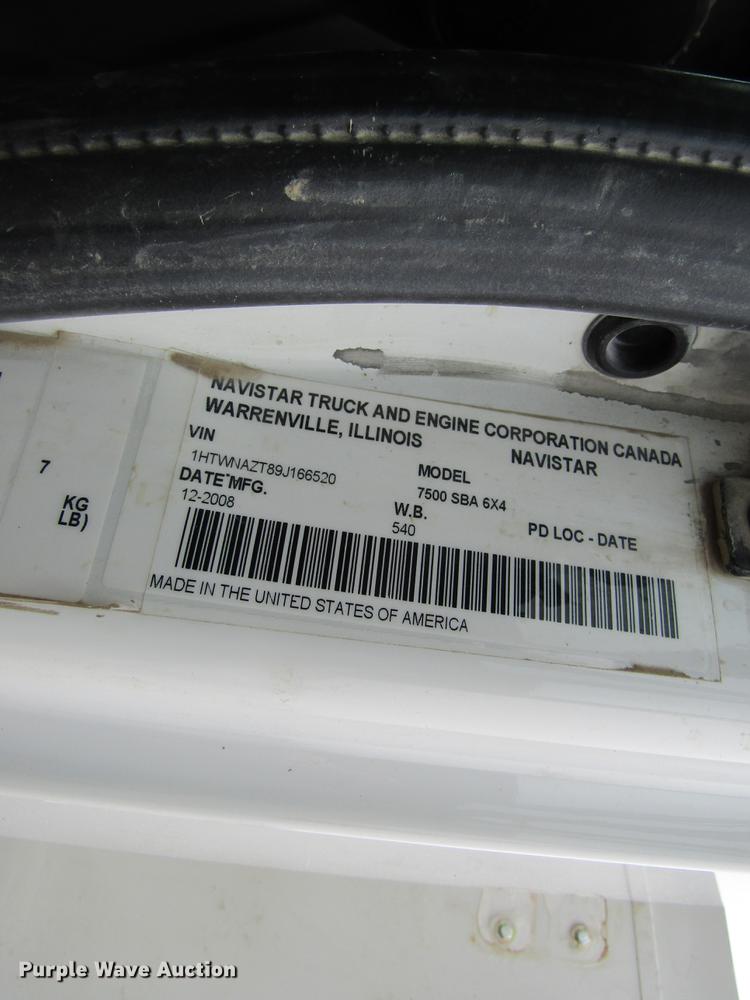 NAVISTAR TRUCK AND ENGINE CORPORATION CANADA
WARRENVILLE, ILLINOIS NAVISTAR
VIN
1HTWNAZT89J166520
MODEL
7500 SBA 6X4
DATE MFG.
12-2008
W.B.
540
PD LOC - DATE
MADE IN THE UNITED STATES OF AMERICA
7
KG
LB)
Purple Wave Auction